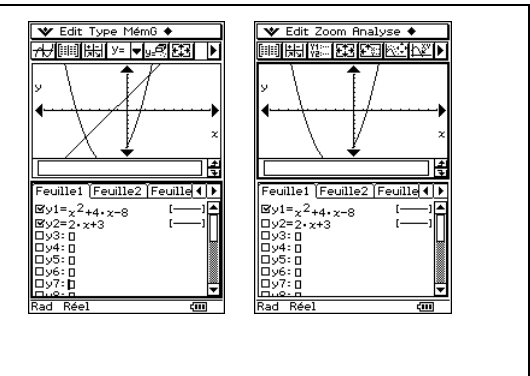 Edit Type MémG ◆
y=
y
x
Feuille1 Feuille2 Feuille
☑y1=x²+4·x-8 [—]
☑y2=2·x+3 [—]
☐y3:▯
☐y4:▯
☐y5:▯
☐y6:▯
☐y7:▯
☐y8:▯
Rad Réel
Edit Zoom Analyse ◆
y
x
Feuille1 Feuille2 Feuille
☑y1=x²+4·x-8 [—]
☑y2=2·x+3 [—]
☐y3:▯
☐y4:▯
☐y5:▯
☐y6:▯
☐y7:▯
☐y8:▯
Rad Réel